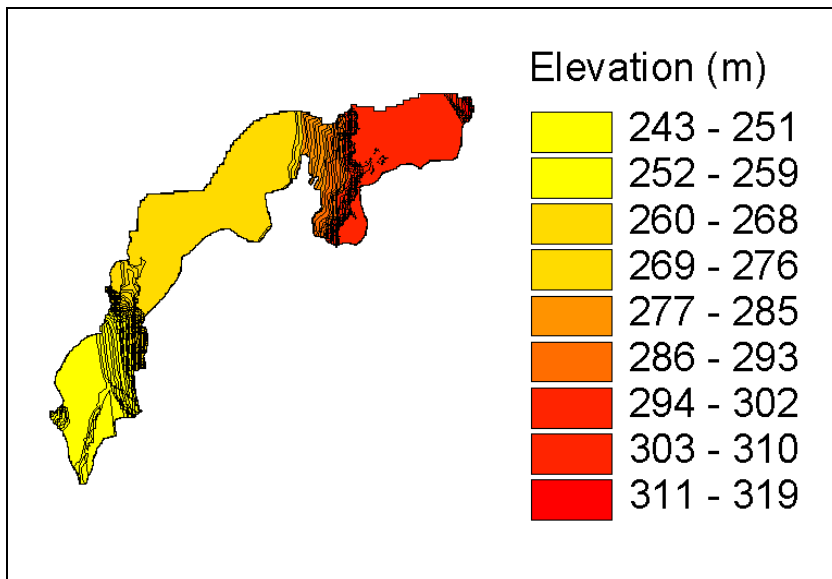 Elevation (m)
243 - 251
252 - 259
260 - 268
269 - 276
277 - 285
286 - 293
294 - 302
303 - 310
311 - 319